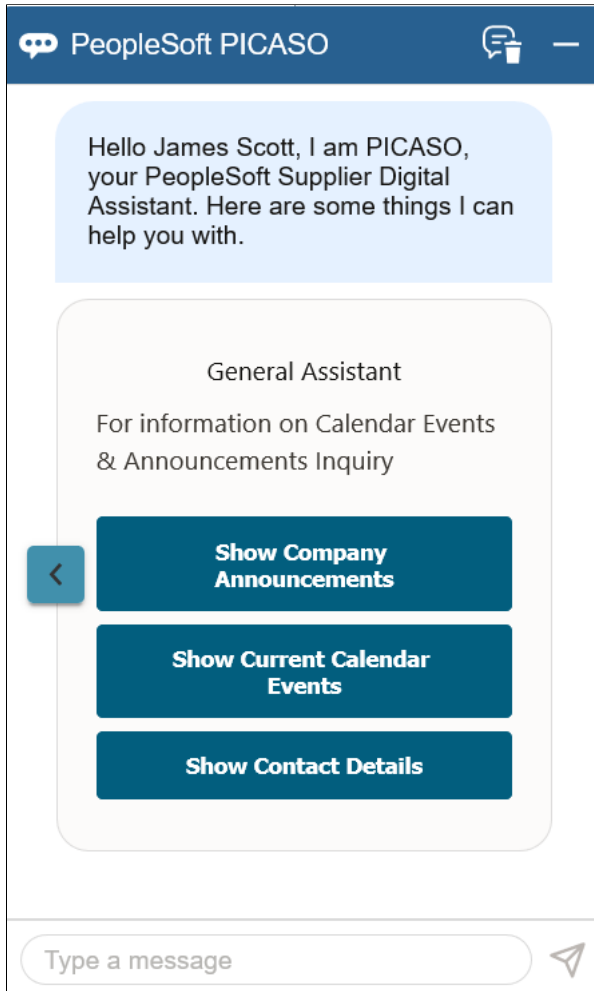 PeopleSoft PICASO
Hello James Scott, I am PICASO,
your PeopleSoft Supplier Digital
Assistant. Here are some things I can
help you with.
General Assistant
For information on Calendar Events
& Announcements Inquiry
Show Company
Announcements
Show Current Calendar
Events
Show Contact Details
Type a message